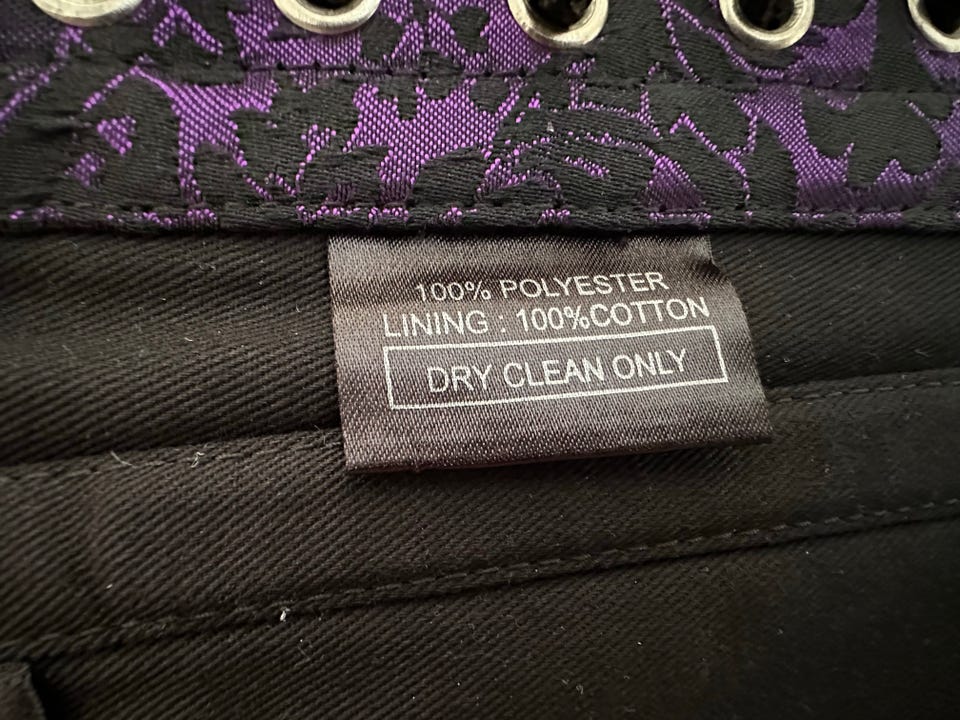 100% POLYESTER
LINING : 100%COTTON
DRY CLEAN ONLY